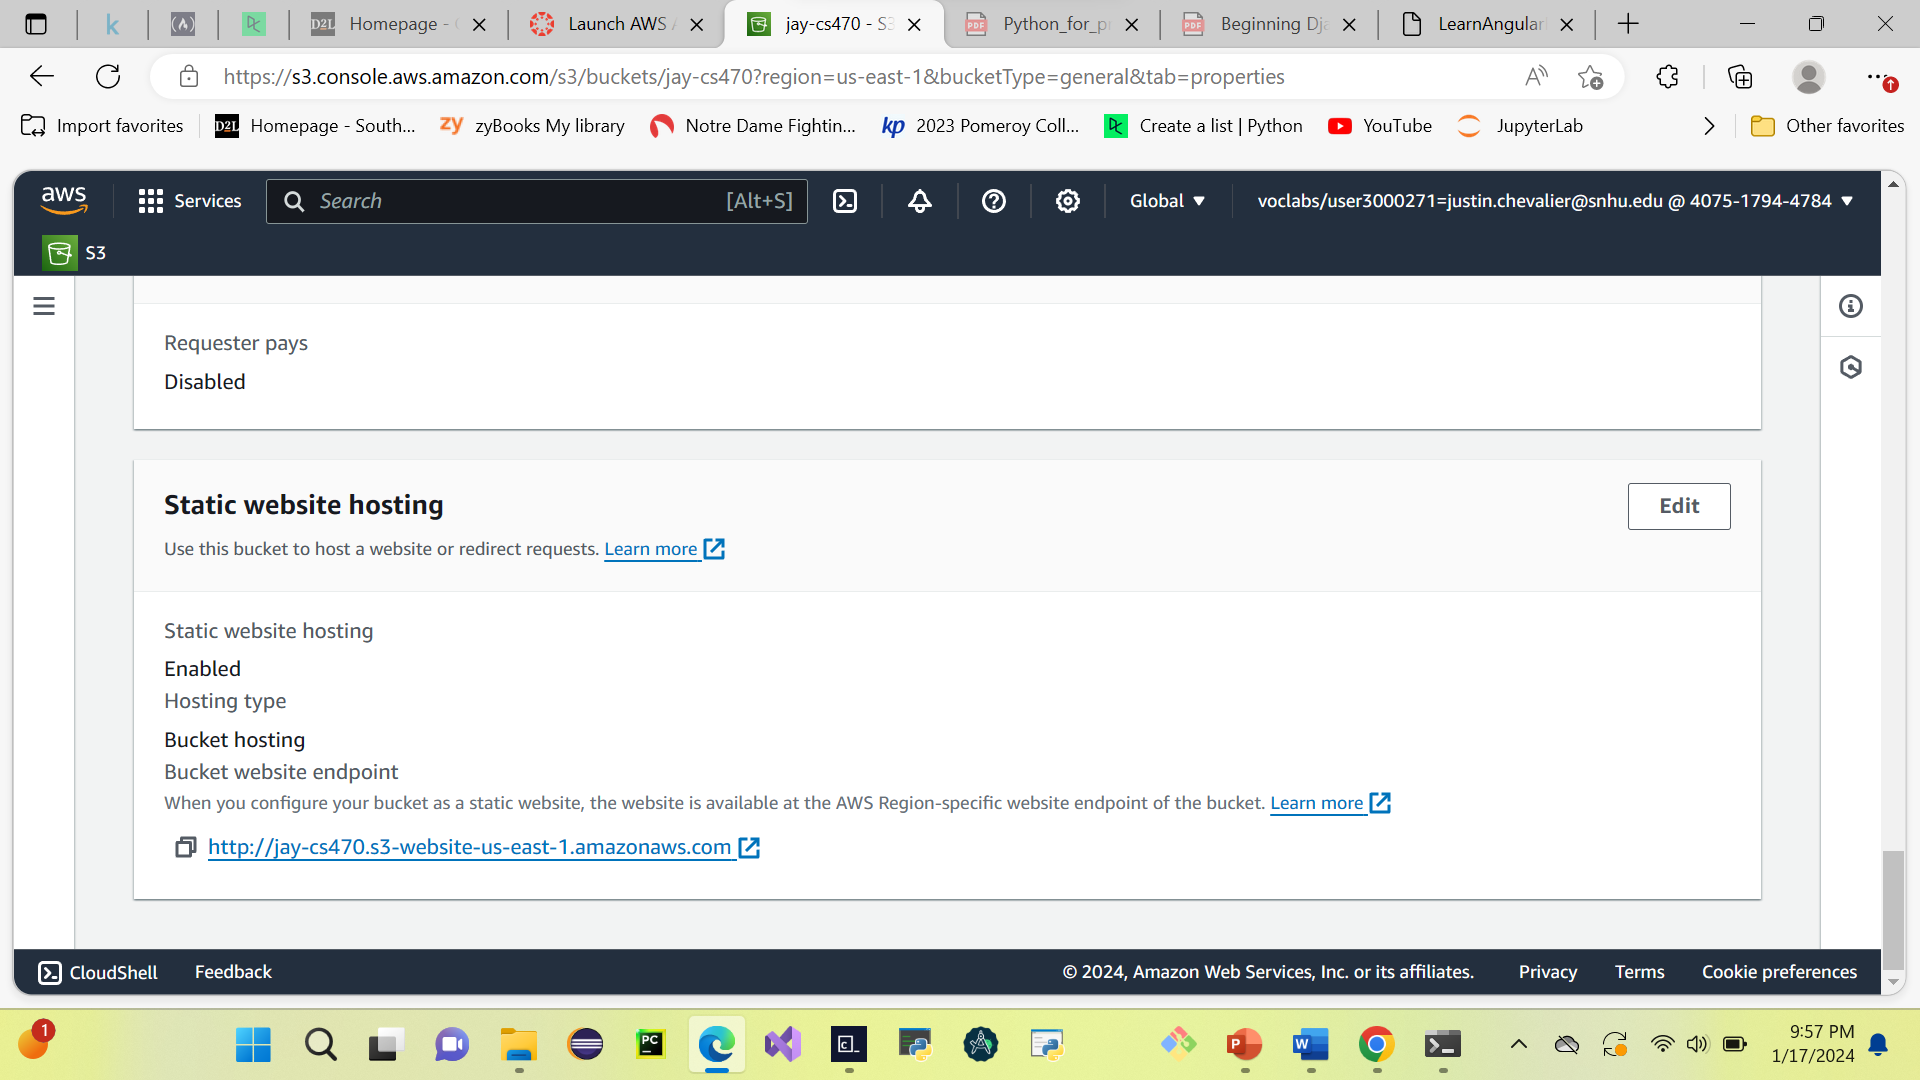 Homepage -
Launch AWS
jay-cs470 - S3
Python_for_p
Beginning Dj
LearnAngular
https://s3.console.aws.amazon.com/s3/buckets/jay-cs470?region=us-east-1&bucketType=general&tab=properties
Import favorites
D2L Homepage - South...
zy zyBooks My library
Notre Dame Fightin...
kp 2023 Pomeroy Coll...
Create a list | Python
YouTube
JupyterLab
Other favorites
aws
Services
Search [Alt+S]
Global
voclabs/user3000271=justin.chevalier@snhu.edu @ 4075-1794-4784
S3
Requester pays
Disabled
Static website hosting
Edit
Use this bucket to host a website or redirect requests. Learn more
Static website hosting
Enabled
Hosting type
Bucket hosting
Bucket website endpoint
When you configure your bucket as a static website, the website is available at the AWS Region-specific website endpoint of the bucket. Learn more
http://jay-cs470.s3-website-us-east-1.amazonaws.com
CloudShell
Feedback
© 2024, Amazon Web Services, Inc. or its affiliates.
Privacy
Terms
Cookie preferences
1
9:57 PM
1/17/2024